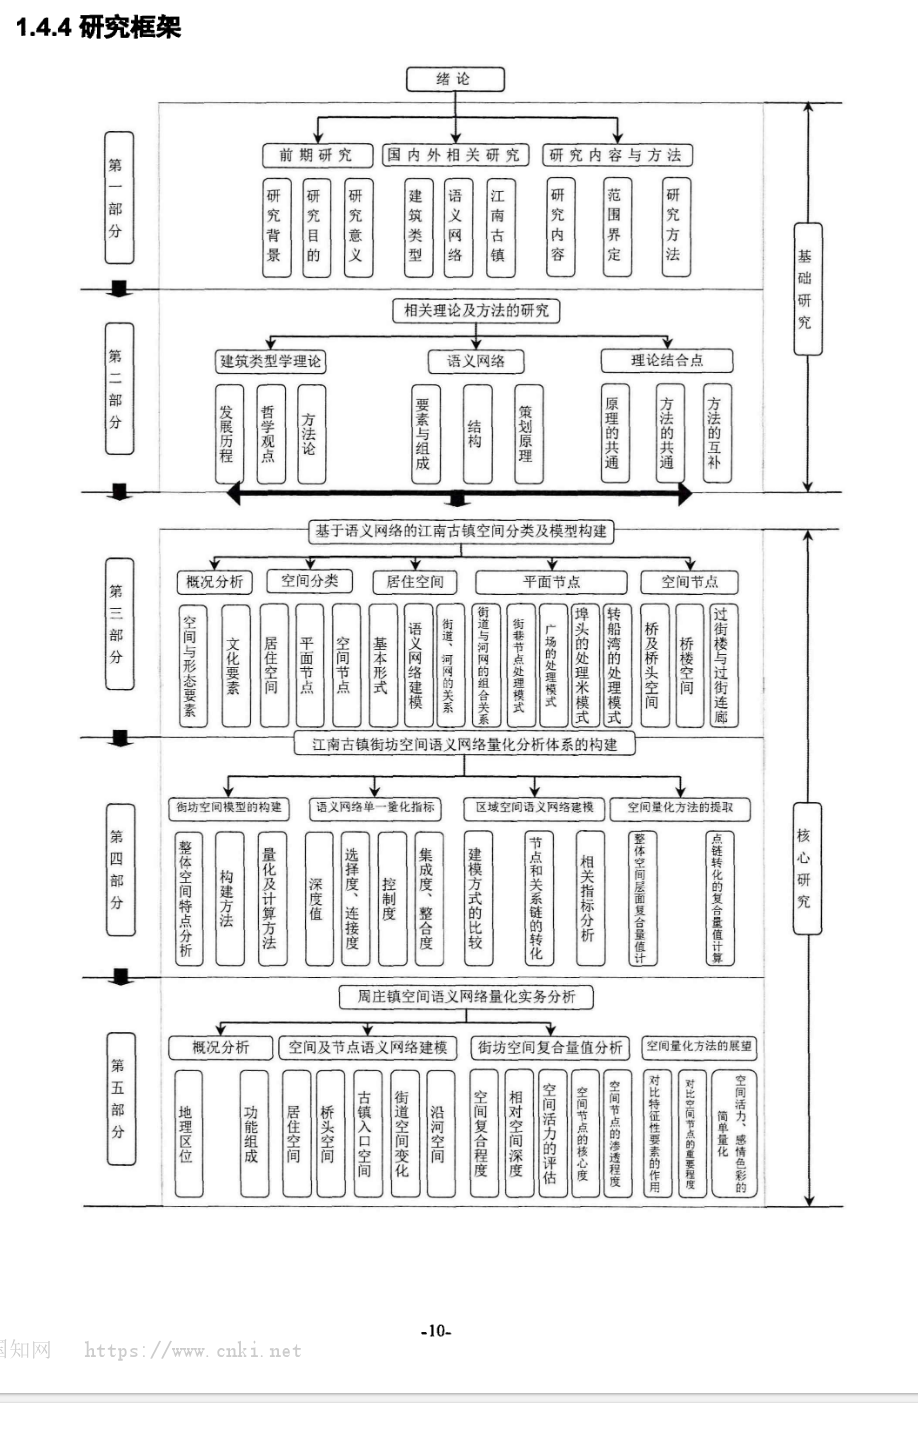 1.4.4 研究框架
绪论
第一部分
前期研究
国内外相关研究
研究内容与方法
研究背景
研究目的
研究意义
建筑类型
语义网络
江南古镇
研究内容
范围界定
研究方法
基础研究
相关理论及方法的研究
第二部分
建筑类型学理论
语义网络
理论结合点
发展历程
哲学观点
方法论
要素与组成
结构
策划原理
原理的共通
方法的共通
方法的互补
基于语义网络的江南古镇空间分类及模型构建
第三部分
概况分析
空间分类
居住空间
平面节点
空间节点
空间与形态要素
文化要素
居住空间
平面节点
空间节点
基本形式
语义网络建模
街道、河网的关系
街道与河网的组合关系
街巷节点处理模式
广场的处理模式
埠头的处理米模式
转船湾的处理模式
桥及桥头空间
桥楼空间
过街楼与过街连廊
江南古镇街坊空间语义网络量化分析体系的构建
第四部分
街坊空间模型的构建
语义网络单一量化指标
区域空间语义网络建模
空间量化方法的提取
整体空间特点分析
构建方法
量化及计算方法
深度值
选择度、连接度
控制度
集成度、整合度
建模方式的比较
节点和关系链的转化
相关指标分析
整体空间层面复合量值计
点链转化的复合量值计算
核心研究
周庄镇空间语义网络量化实务分析
第五部分
概况分析
空间及节点语义网络建模
街坊空间复合量值分析
空间量化方法的展望
地理区位
功能组成
居住空间
桥头空间
古镇入口空间
街道空间变化
沿河空间
空间复合程度
相对空间深度
空间活力的评估
空间节点的核心度
空间节点的渗透程度
对比特征性要素的作用
对比空间节点的重要程度
空间活力、感情色彩的
简单量化
-10-
国知网 https://www.cnki.net